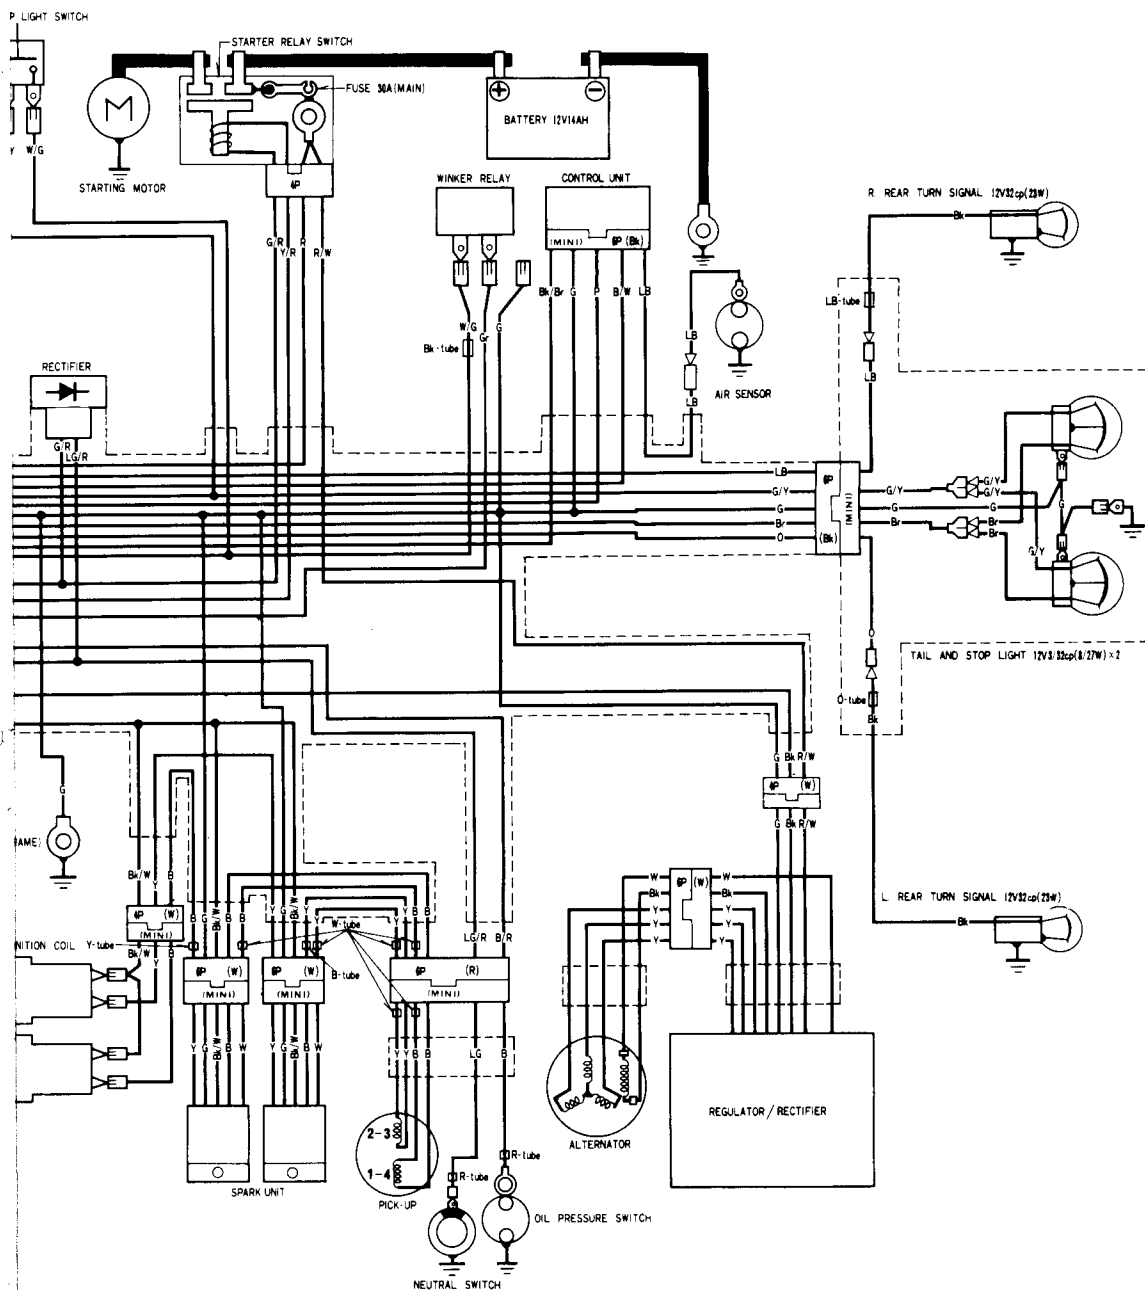 P LIGHT SWITCH
STARTER RELAY SWITCH
FUSE 30A(MAIN)
M
BATTERY 12V14AH
Y W/G
STARTING MOTOR
6P
WINKER RELAY
CONTROL UNIT
R. REAR TURN SIGNAL 12V32cp(23W)
Bk
(MINI) 6P (Bk)
G/R Y/R R R/W
Bk/Br G P B/W LB
LB-tube
W/G Gr G
Bk-tube
LB
LB
LB
AIR SENSOR
RECTIFIER
G/R LG/R
LB
G/Y
G
Br
O
6P
(MINI)
(Bk)
G/Y
G
Br
G/Y
G/Y
G
Br
Br
G
G/Y
O
TAIL AND STOP LIGHT 12V3/32cp(8/27W)×2
O-tube
Bk
G Bk R/W
6P (W)
G Bk R/W
G
RAME)
Bk/W Y B
6P (W)
(MINI)
NITION COIL
Y-tube
Bk/W Y B
B G Bk/W B B
Y G Bk/W Y Y
Y B B
W-tube
B-tube
LG/R B/R
6P (W)
(MINI)
6P (W)
(MINI)
6P (R)
(MINI)
W
Bk
Y
Y
Y
6P (W)
W
Bk
Y
Y
Y
L. REAR TURN SIGNAL 12V32cp(23W)
Bk
Y G Bk/W B W
Y G Bk/W B W
Y Y B B LG B
2-3
1-4
ALTERNATOR
REGULATOR/RECTIFIER
SPARK UNIT
PICK-UP
R-tube
R-tube
OIL PRESSURE SWITCH
NEUTRAL SWITCH